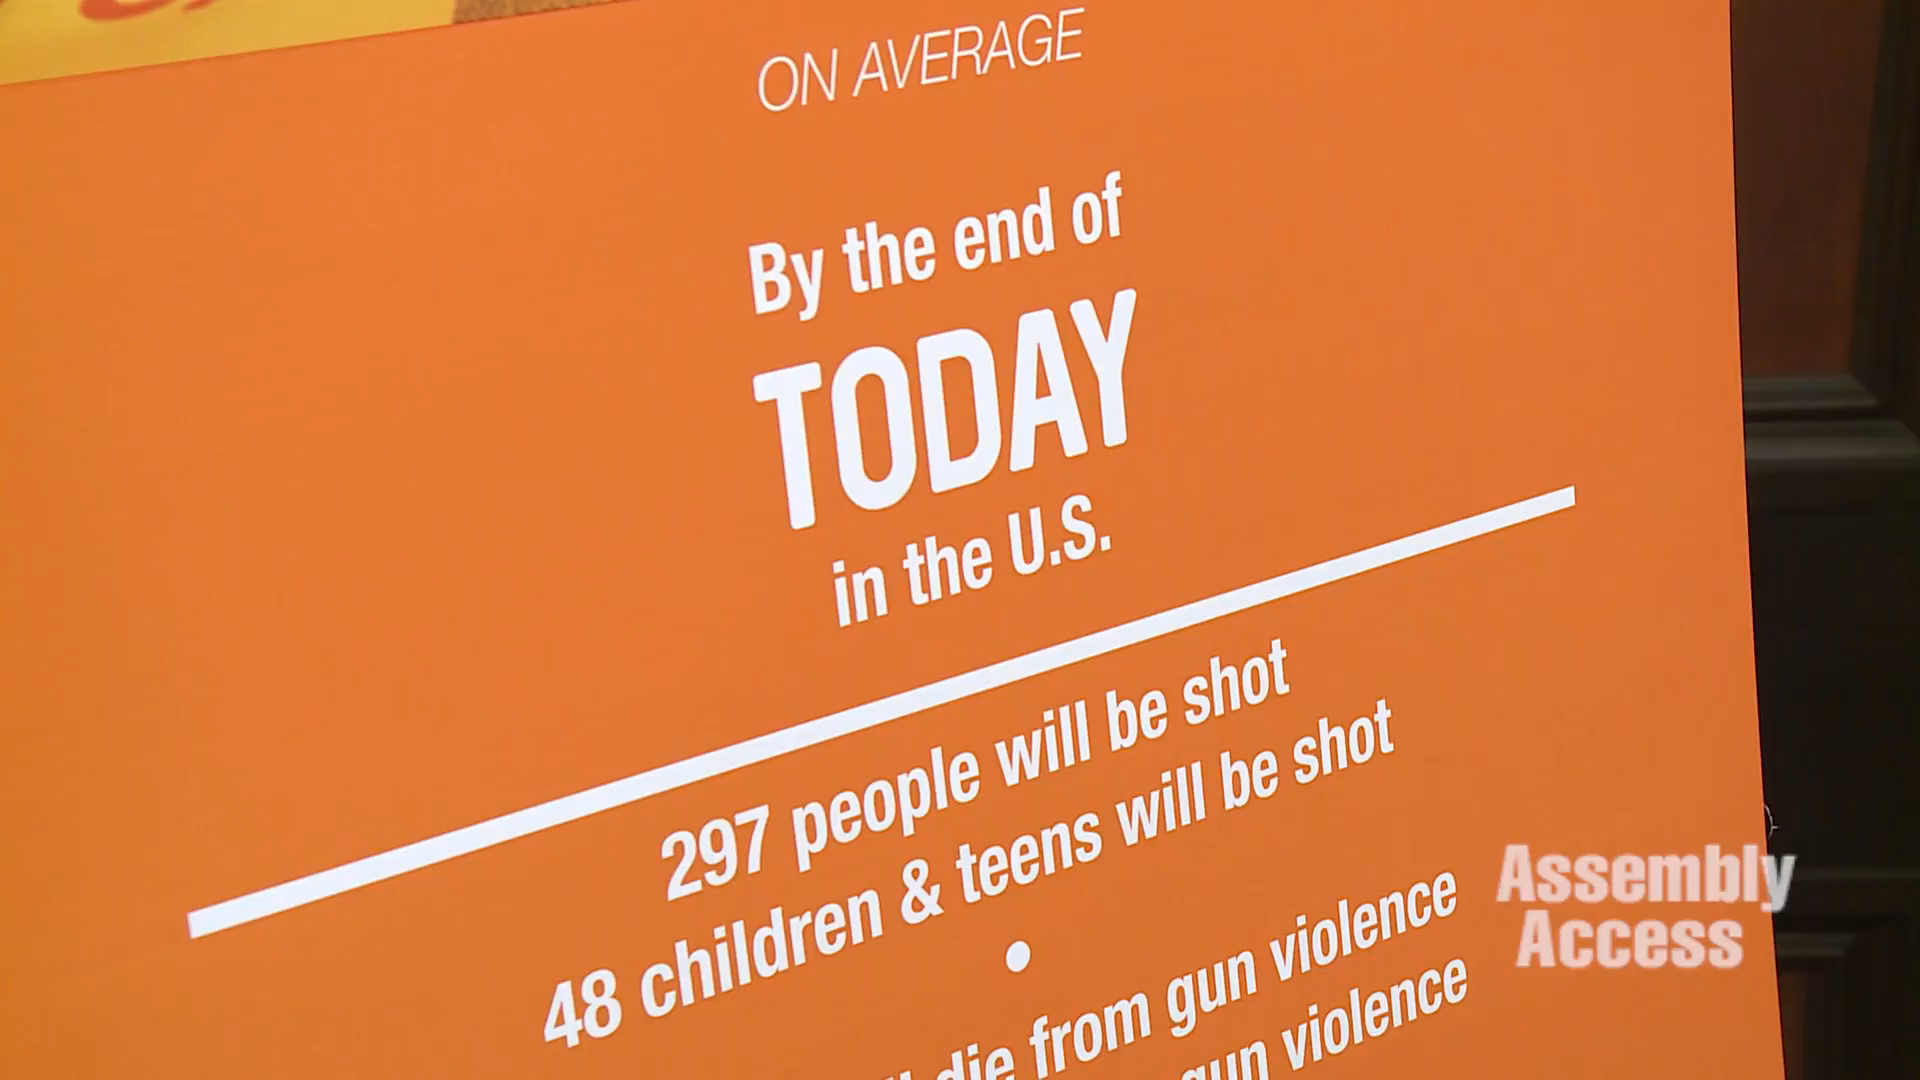 ON AVERAGE
By the end of
TODAY
in the U.S.
297 people will be shot
48 children & teens will be shot
•
die from gun violence
gun violence
Assembly
Access